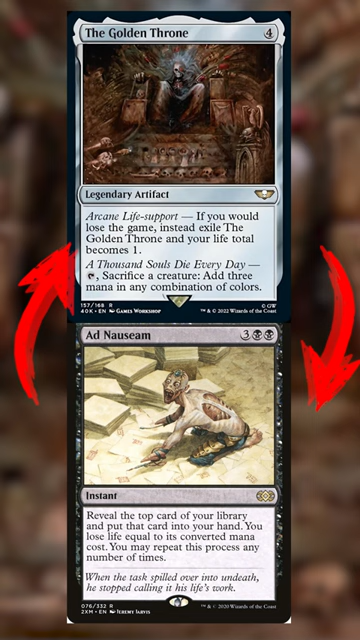 The Golden Throne 4
Legendary Artifact
Arcane Life-support — If you would
lose the game, instead exile The
Golden Throne and your life total
becomes 1.
A Thousand Souls Die Every Day —
, Sacrifice a creature: Add three
mana in any combination of colors.
157/168 R
40K • EN GAMES WORKSHOP
© GW
™ & © 2022 Wizards of the Coast
Ad Nauseam 3
Instant
Reveal the top card of your library
and put that card into your hand. You
lose life equal to its converted mana
cost. You may repeat this process any
number of times.
When the task spilled over into undeath,
he stopped calling it his life's work.
076/332 R
2XM • EN JEREMY JARVIS
™ & © 2020 Wizards of the Coast